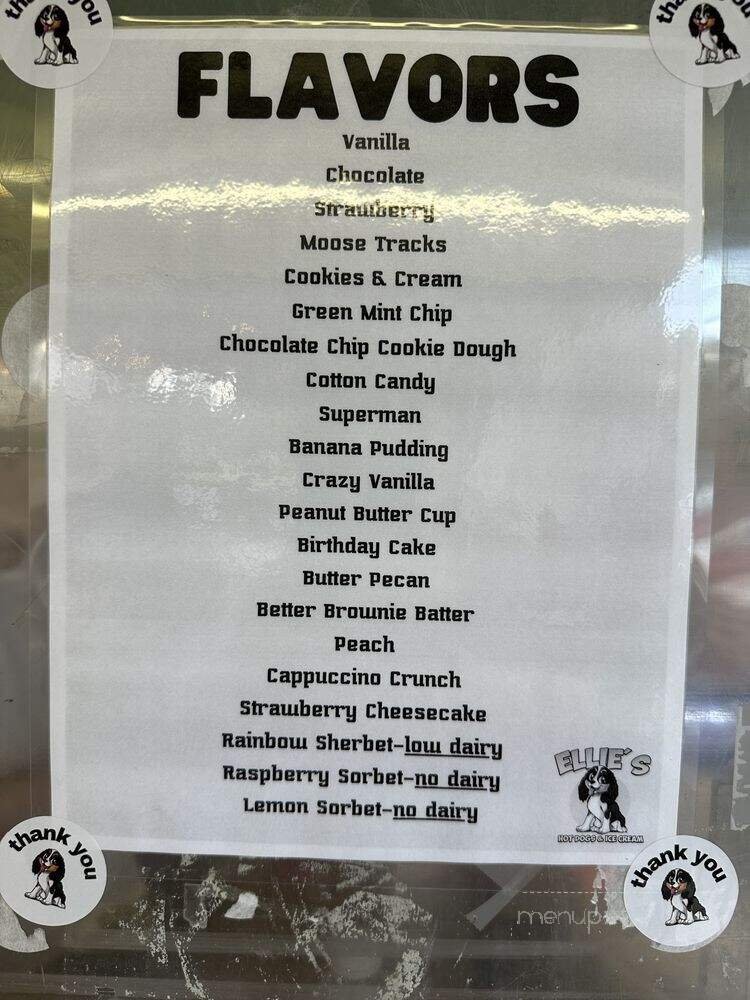 thank you
thank you
FLAVORS
Vanilla
Chocolate
Strawberry
Moose Tracks
Cookies & Cream
Green Mint Chip
Chocolate Chip Cookie Dough
Cotton Candy
Superman
Banana Pudding
Crazy Vanilla
Peanut Butter Cup
Birthday Cake
Butter Pecan
Better Brownie Batter
Peach
Cappuccino Crunch
Strawberry Cheesecake
Rainbow Sherbet-low dairy
Raspberry Sorbet-no dairy
Lemon Sorbet-no dairy
ELLIE'S
HOT DOGS & ICE CREAM
thank you
thank you
menup